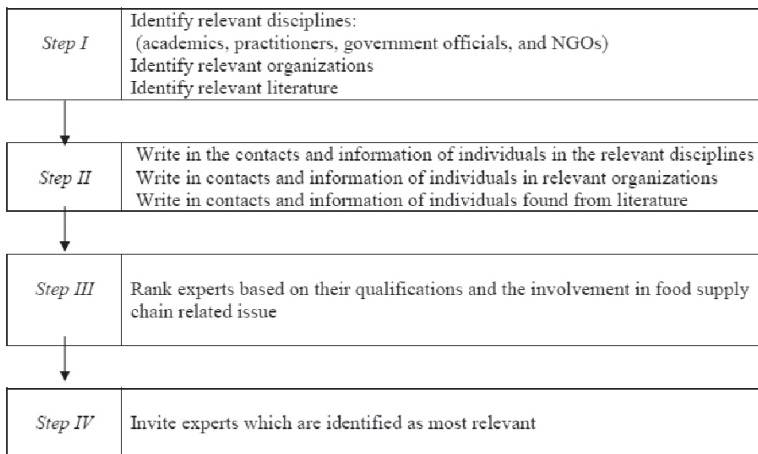 Step I
Identify relevant disciplines:
(academics, practitioners, government officials, and NGOs)
Identify relevant organizations
Identify relevant literature
Step II
Write in the contacts and information of individuals in the relevant disciplines
Write in contacts and information of individuals in relevant organizations
Write in contacts and information of individuals found from literature
Step III
Rank experts based on their qualifications and the involvement in food supply
chain related issue
Step IV
Invite experts which are identified as most relevant